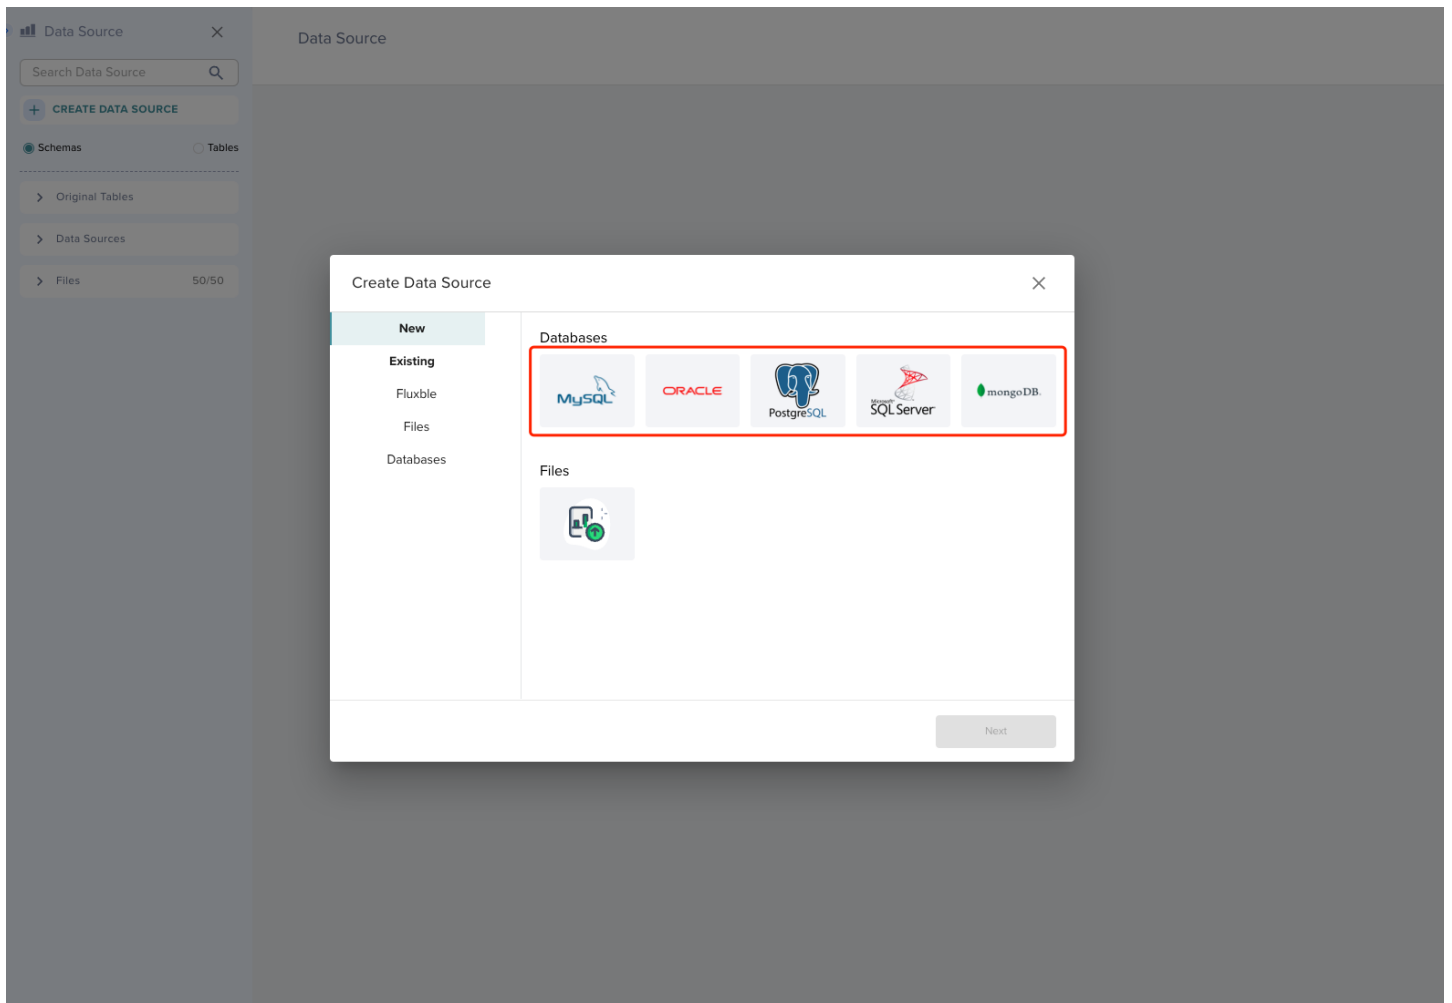 Data Source
Search Data Source
CREATE DATA SOURCE
Schemas
Tables
Original Tables
Data Sources
Files 50/50
Data Source
Create Data Source
New
Existing
Fluxble
Files
Databases
Databases
MySQL
ORACLE
PostgreSQL
Microsoft
SQL Server
mongoDB.
Files
Next